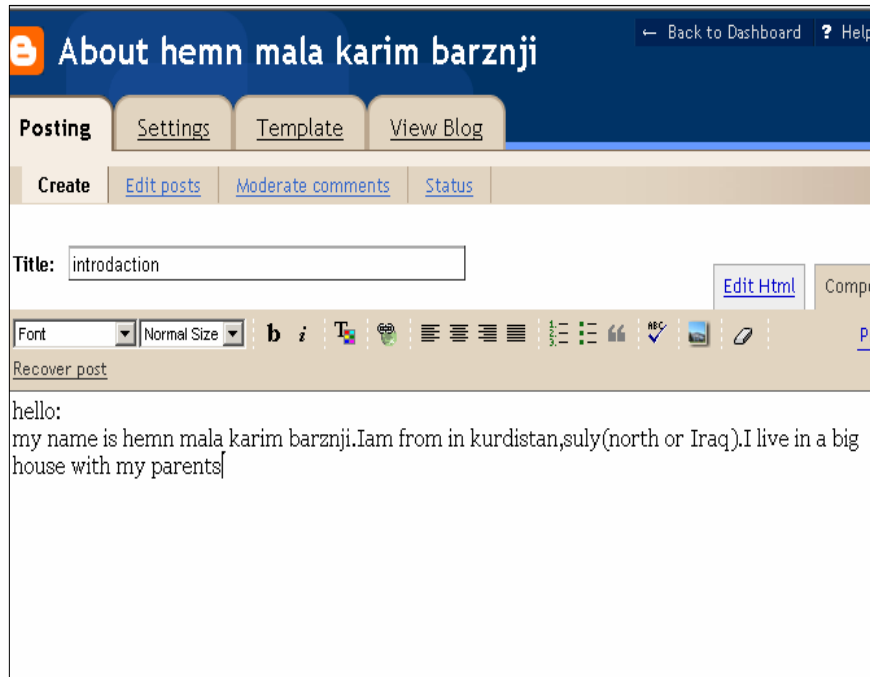 About hemn mala karim barznji
← Back to Dashboard ? Help
Posting Settings Template View Blog
Create Edit posts Moderate comments Status
Title: introdaction
Edit Html Compo
Font Normal Size b i T ABC P
Recover post
hello:
my name is hemn mala karim barznji.Iam from in kurdistan,suly(north or Iraq).I live in a big
house with my parents